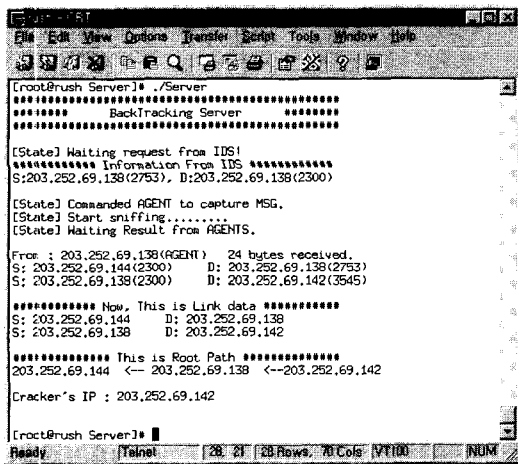 rush - CRT
File Edit View Options Transfer Script Tools Window Help
[root@rush Server]# ./Server
############################################
######## BackTracking Server ########
############################################
[State] Waiting request from IDS!
############ Information From IDS ############
S:203.252.69.138(2753), D:203.252.69.138(2300)
[State] Commanded AGENT to capture MSG.
[State] Start sniffing.........
[State] Waiting Result from AGENTS.
From : 203.252.69.138(AGENT) 24 bytes received.
S: 203.252.69.144(2300) D: 203.252.69.138(2753)
S: 203.252.69.138(2300) D: 203.252.69.142(3545)
########### Now, This is Link data ###########
S: 203.252.69.144 D: 203.252.69.138
S: 203.252.69.138 D: 203.252.69.142
############# This is Root Path ##############
203.252.69.144 <-- 203.252.69.138 <--203.252.69.142
Cracker's IP : 203.252.69.142
[root@rush Server]#
Ready Telnet 28, 21 28 Rows, 70 Cols VT100 NUM